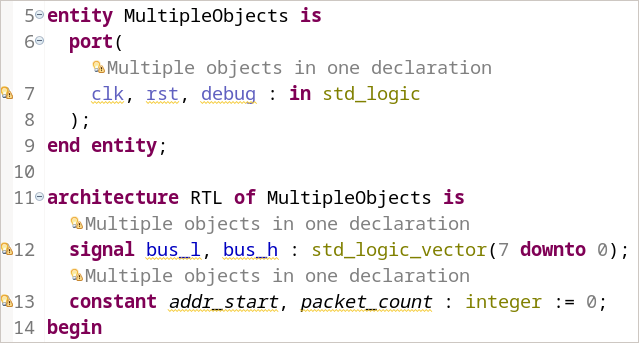 5 entity MultipleObjects is
6 port(
Multiple objects in one declaration
7 clk, rst, debug : in std_logic
8 );
9 end entity;
10
11 architecture RTL of MultipleObjects is
Multiple objects in one declaration
12 signal bus_l, bus_h : std_logic_vector(7 downto 0);
Multiple objects in one declaration
13 constant addr_start, packet_count : integer := 0;
14 begin